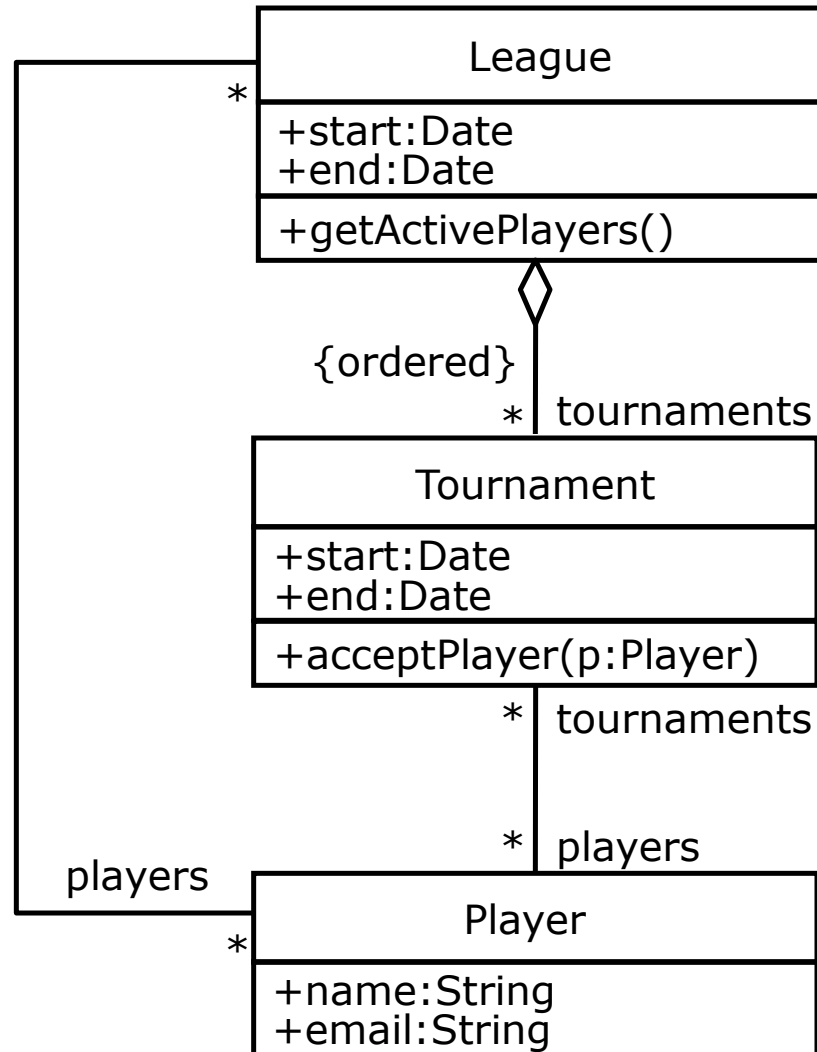 League
*
+start:Date
+end:Date
+getActivePlayers()
{ordered}
* tournaments
Tournament
+start:Date
+end:Date
+acceptPlayer(p:Player)
* tournaments
* players
players
Player
*
+name:String
+email:String